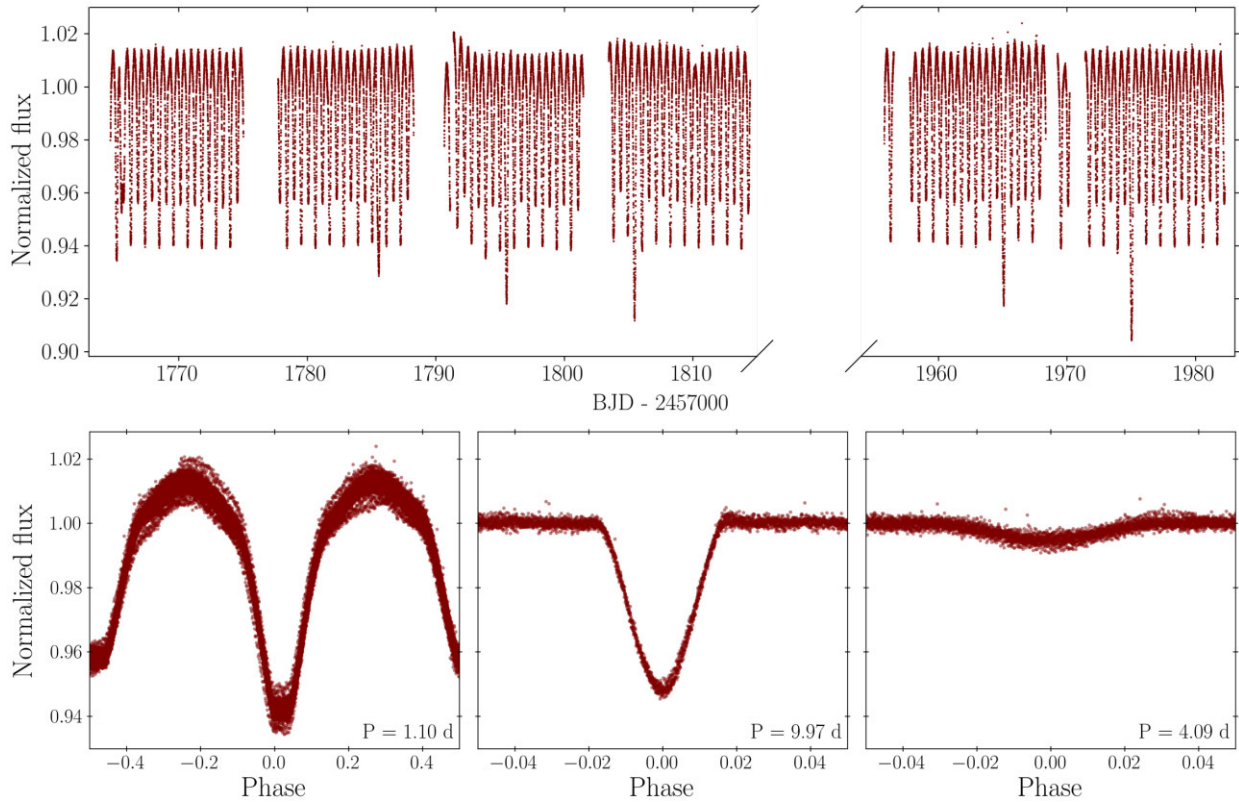 Normalized flux
1.02
1.00
0.98
0.96
0.94
0.92
0.90
1770 1780 1790 1800 1810 1960 1970 1980
BJD - 2457000
Normalized flux
1.02
1.00
0.98
0.96
0.94
P = 1.10 d
P = 9.97 d
P = 4.09 d
−0.4 −0.2 0.0 0.2 0.4
−0.04 −0.02 0.00 0.02 0.04
−0.04 −0.02 0.00 0.02 0.04
Phase
Phase
Phase